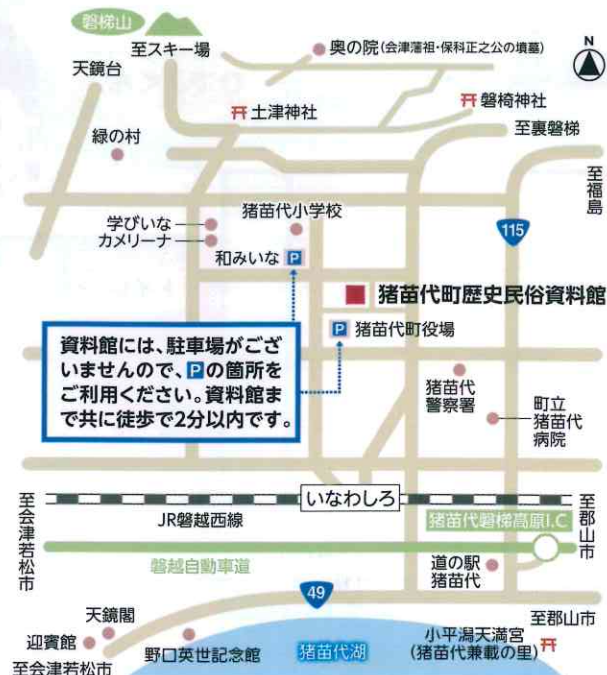 磐梯山
至スキー場
奥の院(会津藩祖・保科正之公の墳墓)
N
天鏡台
土津神社
磐椅神社
至裏磐梯
緑の村
至福島
猪苗代小学校
学びいな
カメリーナ
115
和みいな P
猪苗代町歴史民俗資料館
P 猪苗代町役場
資料館には、駐車場がござ
いませんので、Pの箇所を
ご利用ください。資料館ま
で共に徒歩で2分以内です。
猪苗代
警察署
町立
猪苗代
病院
至会津若松市
いなわしろ
JR磐越西線
猪苗代磐梯高原I.C
至郡山市
磐越自動車道
道の駅
猪苗代
49
天鏡閣
至郡山市
迎賓館
野口英世記念館
猪苗代湖
小平潟天満宮
(猪苗代兼載の里)
至会津若松市